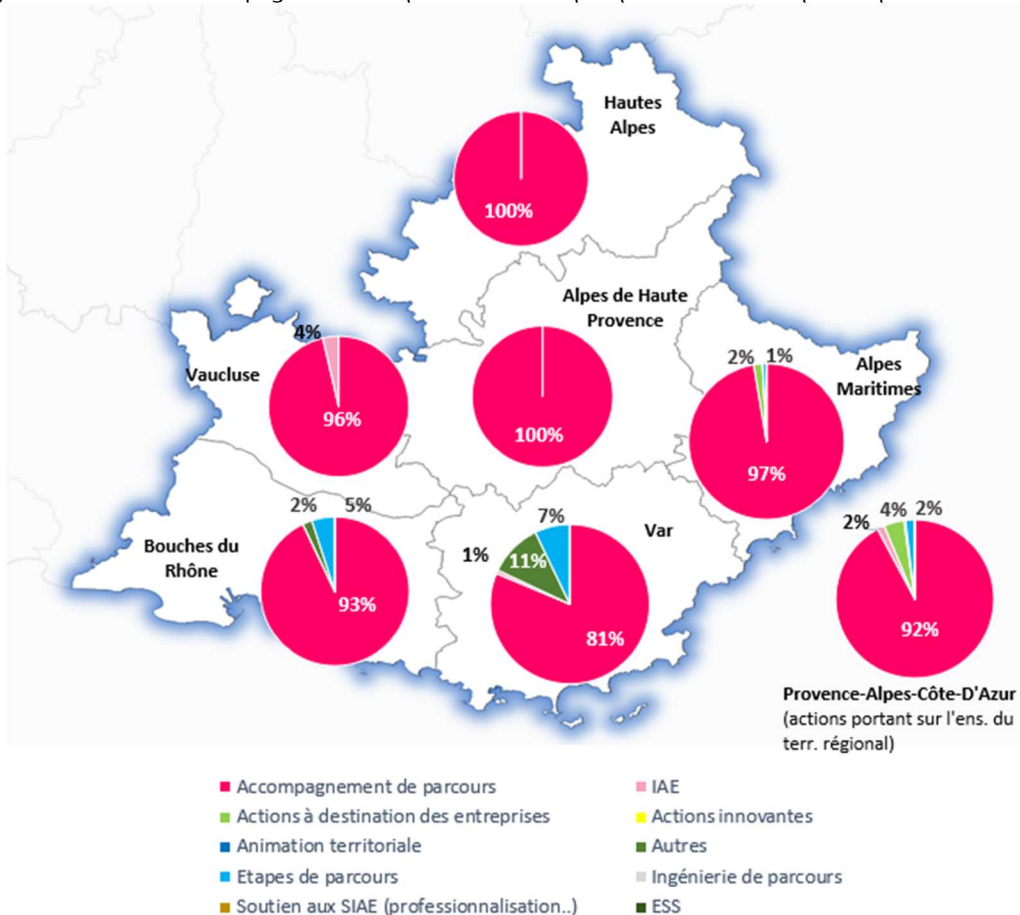 Hautes
Alpes
100%
Alpes de Haute
Provence
100%
4%
Vaucluse
96%
2% 1%
Alpes
Maritimes
97%
2% 5%
Bouches du
Rhône
93%
7%
Var
1%
11%
81%
2% 4% 2%
92%
Provence-Alpes-Côte-D'Azur
(actions portant sur l'ens. du
terr. régional)
Accompagnement de parcours
IAE
Actions à destination des entreprises
Actions innovantes
Animation territoriale
Autres
Etapes de parcours
Ingénierie de parcours
Soutien aux SIAE (professionnalisation..)
ESS